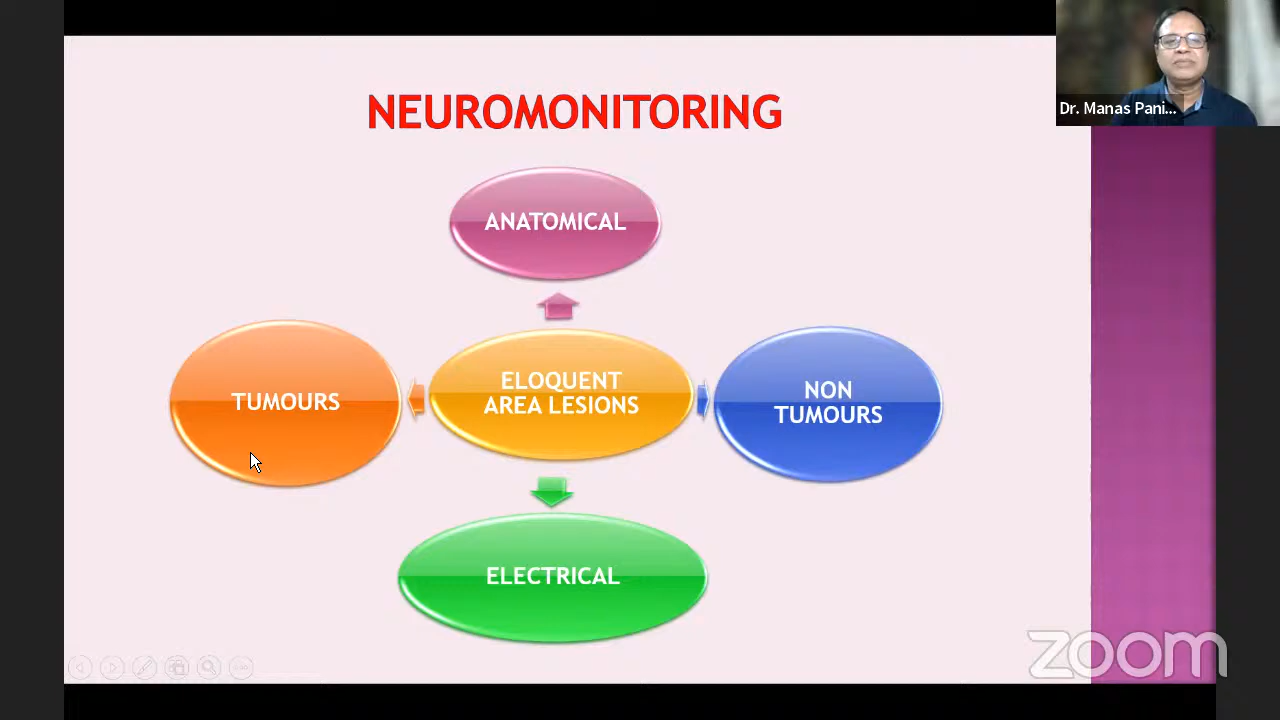 NEUROMONITORING
Dr. Manas Pani...
ANATOMICAL
TUMOURS
ELOQUENT
AREA LESIONS
NON
TUMOURS
ELECTRICAL
zoom